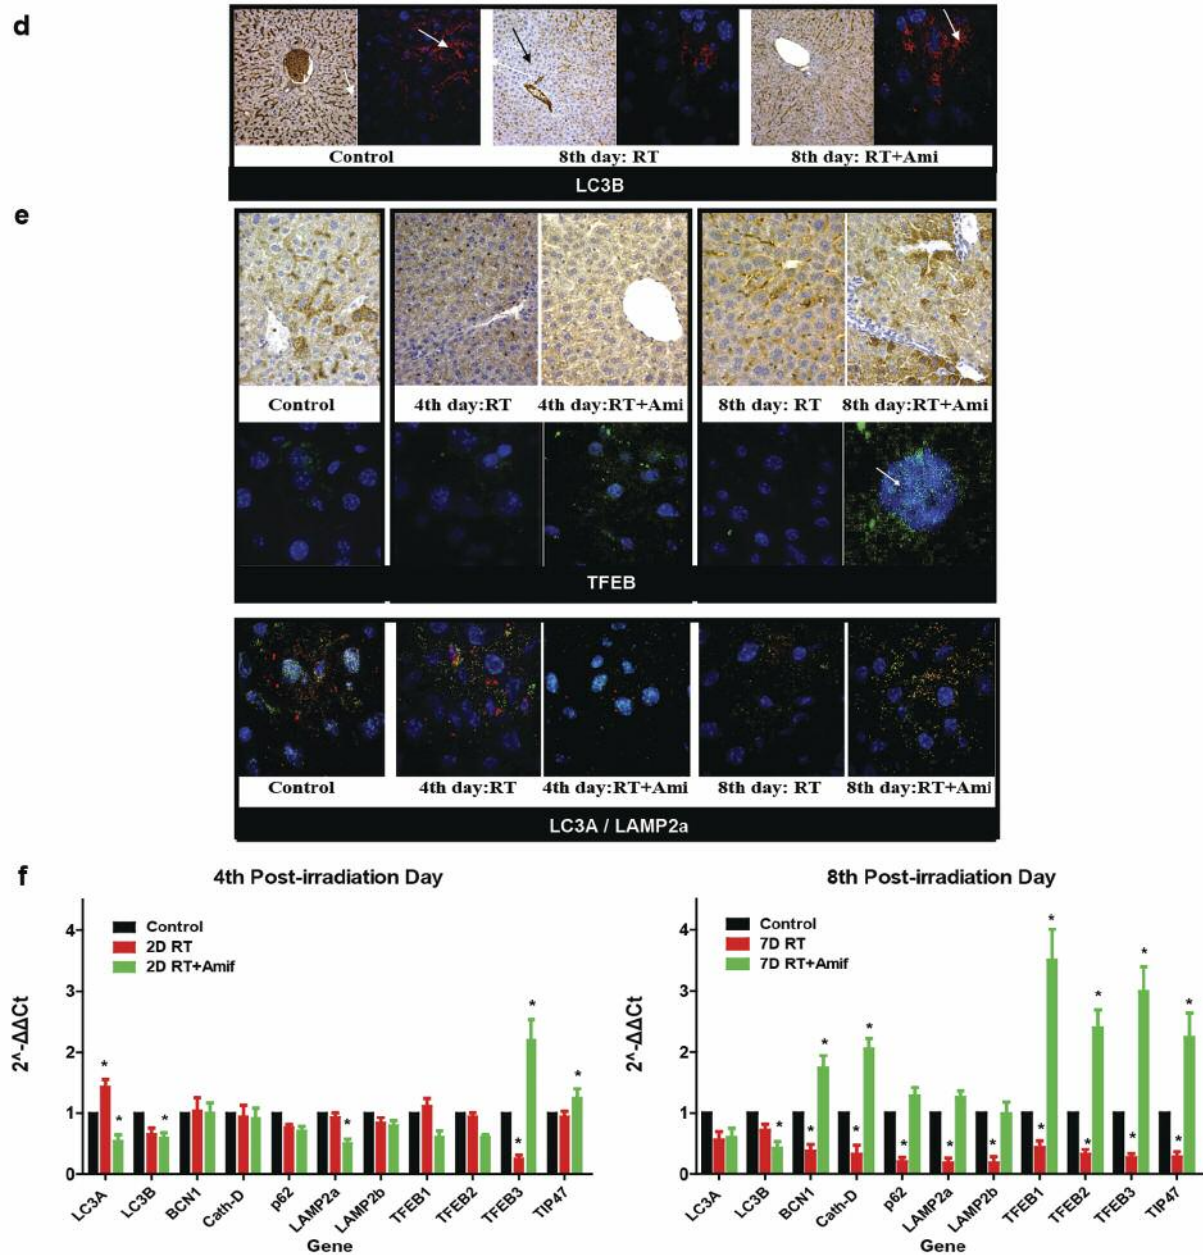 d
Control 8th day: RT 8th day: RT+Ami
LC3B
e
Control 4th day:RT 4th day:RT+Ami 8th day: RT 8th day:RT+Ami
TFEB
Control 4th day:RT 4th day:RT+Ami 8th day: RT 8th day:RT+Ami
LC3A / LAMP2a
f
4th Post-irradiation Day
Control
2D RT
2D RT+Amif
2^-ΔΔCt
4
3
2
1
0
* * * * * * *
LC3A LC3B BCN1 Cath-D p62 LAMP2a LAMP2b TFEB1 TFEB2 TFEB3 TIP47
Gene
8th Post-irradiation Day
Control
7D RT
7D RT+Amif
2^-ΔΔCt
4
3
2
1
0
* * * * * * * * * * * * * * * *
LC3A LC3B BCN1 Cath-D p62 LAMP2a LAMP2b TFEB1 TFEB2 TFEB3 TIP47
Gene